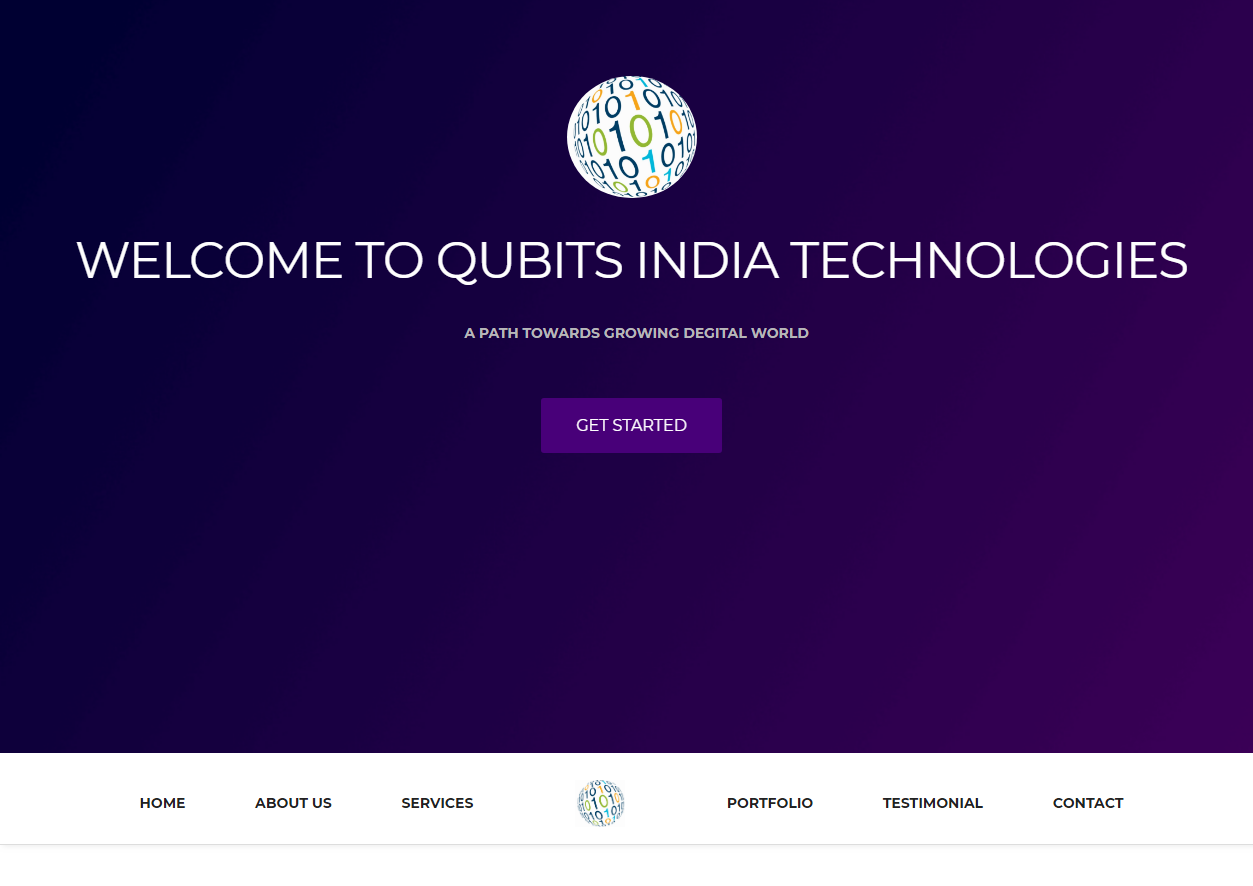 WELCOME TO QUBITS INDIA TECHNOLOGIES
A PATH TOWARDS GROWING DEGITAL WORLD
GET STARTED
HOME ABOUT US SERVICES PORTFOLIO TESTIMONIAL CONTACT